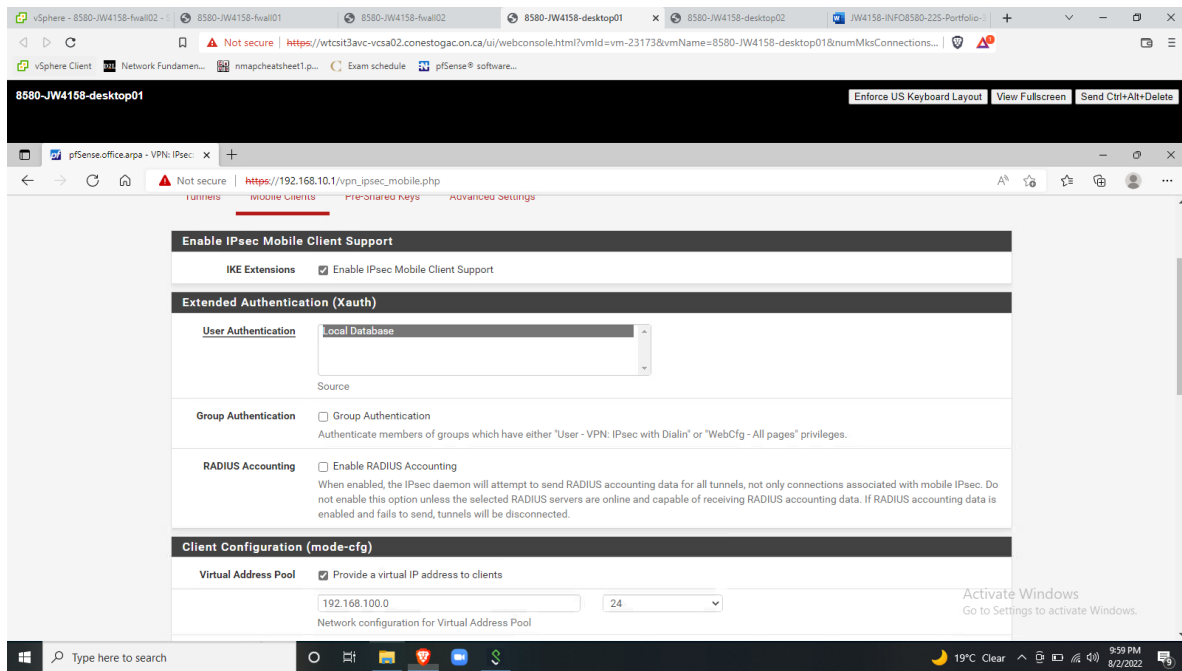 vSphere - 8580-JW4158-fwall02 - S
8580-JW4158-fwall01
8580-JW4158-fwall02
8580-JW4158-desktop01
8580-JW4158-desktop02
JW4158-INFO8580-22S-Portfolio-3
Not secure
https://wtcsit3avc-vcsa02.conestogac.on.ca/ui/webconsole.html?vmId=vm-23173&vmName=8580-JW4158-desktop01&numMksConnections...
vSphere Client
D2L
Network Fundamen...
nmapcheatsheet1.p...
Exam schedule
pfSense® software...
8580-JW4158-desktop01
Enforce US Keyboard Layout
View Fullscreen
Send Ctrl+Alt+Delete
pfSense.office.arpa - VPN: IPsec:
Not secure
https://192.168.10.1/vpn_ipsec_mobile.php
Tunnels
Mobile Clients
Pre-Shared Keys
Advanced Settings
Enable IPsec Mobile Client Support
IKE Extensions
Enable IPsec Mobile Client Support
Extended Authentication (Xauth)
User Authentication
Local Database
Source
Group Authentication
Group Authentication
Authenticate members of groups which have either "User - VPN: IPsec with Dialin" or "WebCfg - All pages" privileges.
RADIUS Accounting
Enable RADIUS Accounting
When enabled, the IPsec daemon will attempt to send RADIUS accounting data for all tunnels, not only connections associated with mobile IPsec. Do
not enable this option unless the selected RADIUS servers are online and capable of receiving RADIUS accounting data. If RADIUS accounting data is
enabled and fails to send, tunnels will be disconnected.
Client Configuration (mode-cfg)
Virtual Address Pool
Provide a virtual IP address to clients
192.168.100.0
24
Network configuration for Virtual Address Pool
Activate Windows
Go to Settings to activate Windows.
Type here to search
19°C Clear
9:59 PM
8/2/2022